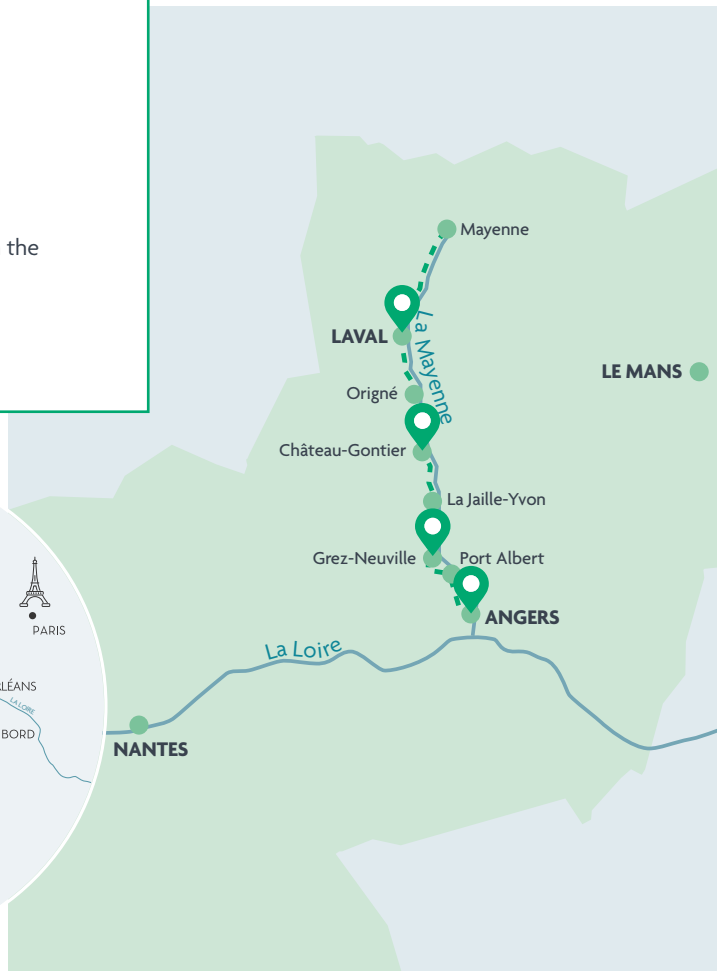 the
Mayenne
LAVAL
La Mayenne
LE MANS
Origné
Château-Gontier
La Jaille-Yvon
Grez-Neuville
Port Albert
ANGERS
La Loire
NANTES
PARIS
LÉANS
LA LOIRE
BORD